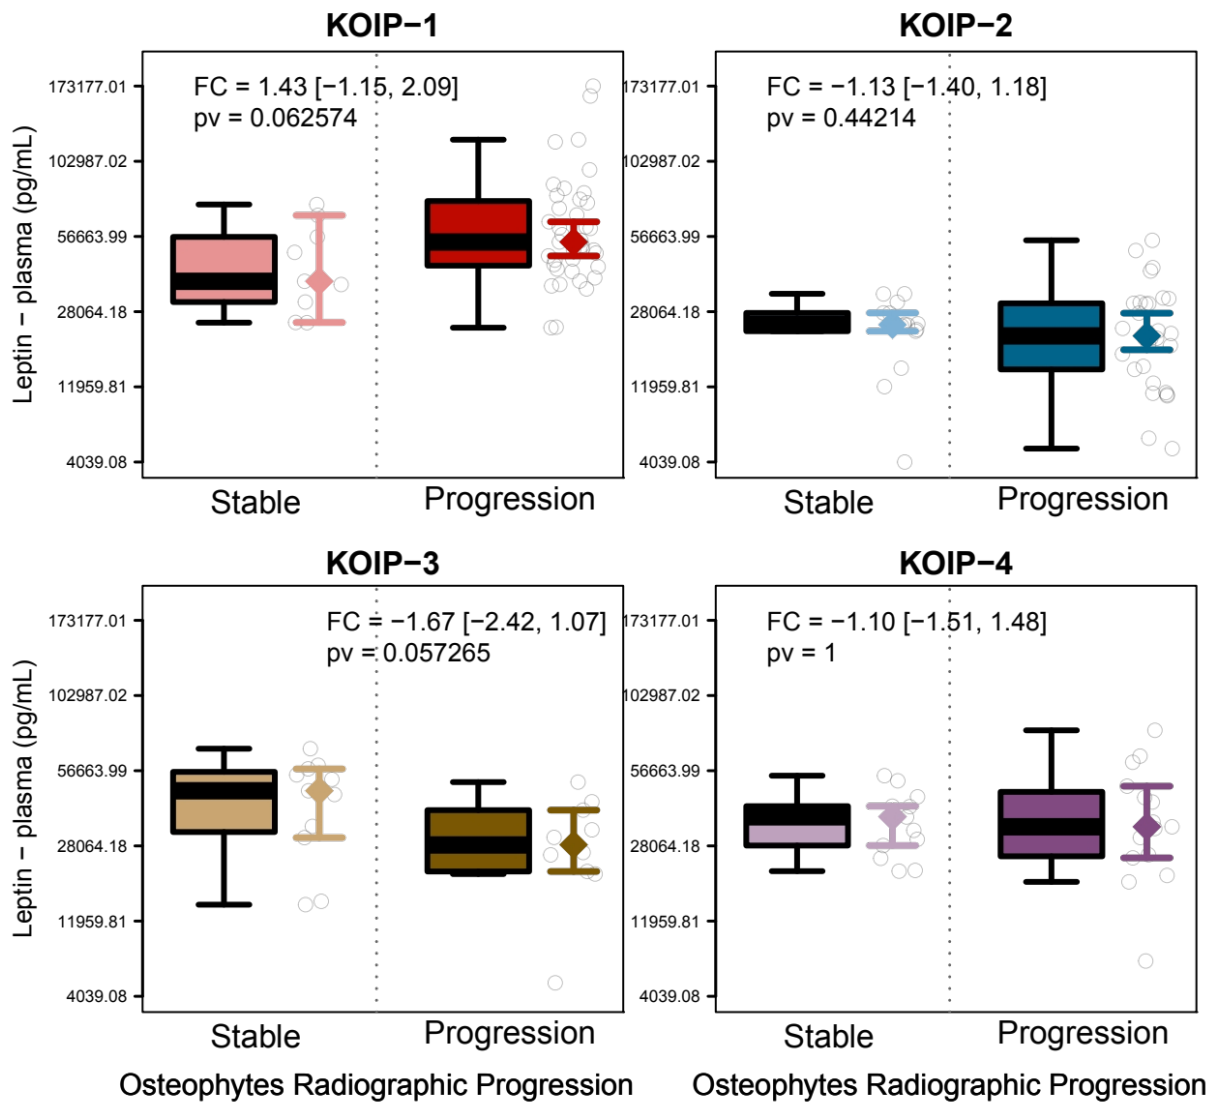 KOIP−1
FC = 1.43 [−1.15, 2.09]
pv = 0.062574
Leptin − plasma (pg/mL)
173177.01
102987.02
56663.99
28064.18
11959.81
4039.08
Stable
Progression
KOIP−2
FC = −1.13 [−1.40, 1.18]
pv = 0.44214
173177.01
102987.02
56663.99
28064.18
11959.81
4039.08
Stable
Progression
KOIP−3
FC = −1.67 [−2.42, 1.07]
pv = 0.057265
Leptin − plasma (pg/mL)
173177.01
102987.02
56663.99
28064.18
11959.81
4039.08
Stable
Progression
Osteophytes Radiographic Progression
KOIP−4
FC = −1.10 [−1.51, 1.48]
pv = 1
173177.01
102987.02
56663.99
28064.18
11959.81
4039.08
Stable
Progression
Osteophytes Radiographic Progression